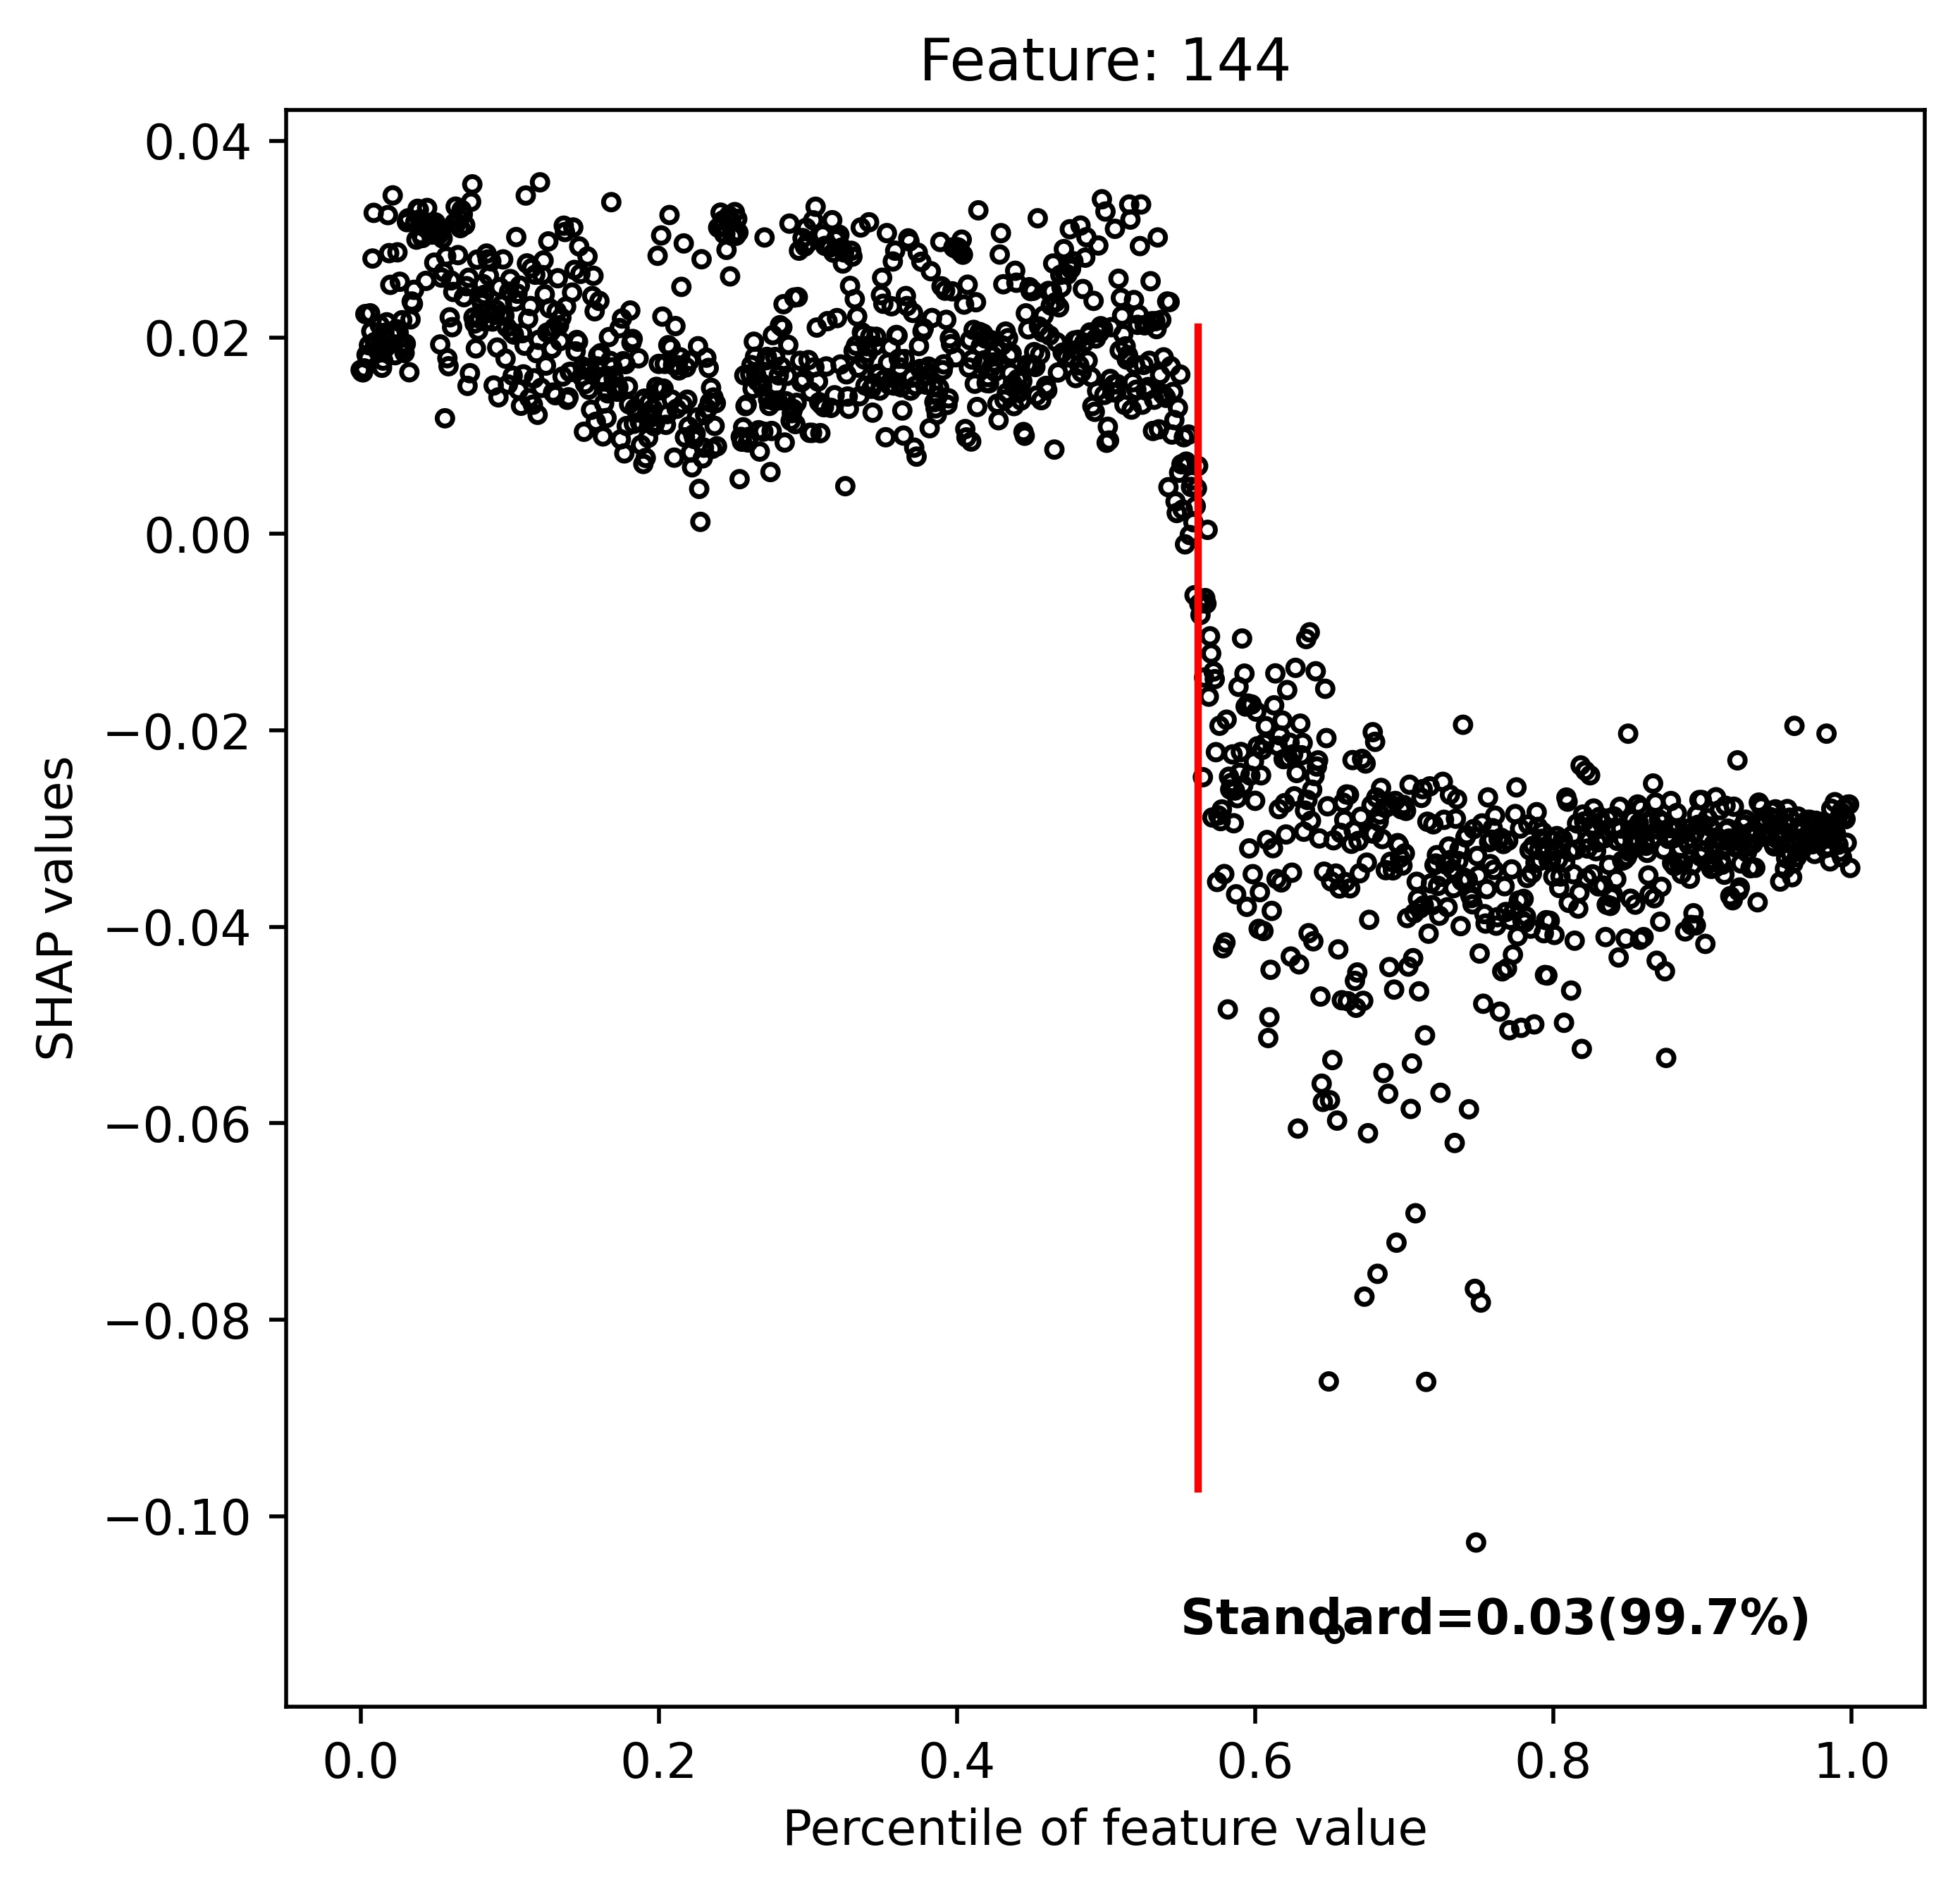 Feature: 144
0.04
0.02
0.00
−0.02
−0.04
−0.06
−0.08
−0.10
SHAP values
Standard=0.03(99.7%)
0.0 0.2 0.4 0.6 0.8 1.0
Percentile of feature value